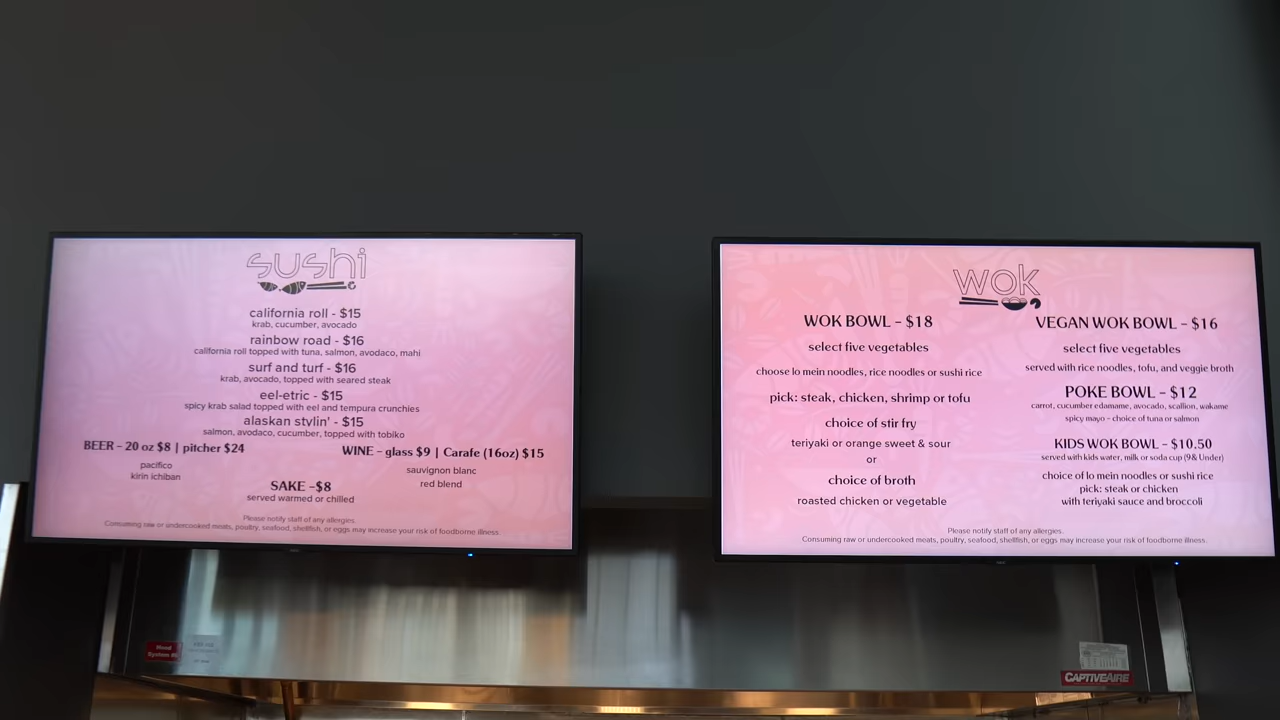 sushi
california roll - $15
krab, cucumber, avocado
rainbow road - $16
california roll topped with tuna, salmon, avodaco, mahi
surf and turf - $16
krab, avocado, topped with seared steak
eel-etric - $15
spicy krab salad topped with eel and tempura crunchies
alaskan stylin' - $15
salmon, avodaco, cucumber, topped with tobiko
BEER – 20 oz $8 | pitcher $24
pacifico
kirin ichiban
WINE – glass $9 | Carafe (16oz) $15
sauvignon blanc
red blend
SAKE –$8
served warmed or chilled
Please notify staff of any allergies.
Consuming raw or undercooked meats, poultry, seafood, shellfish, or eggs may increase your risk of foodborne illness.
wok
WOK BOWL – $18
select five vegetables
choose lo mein noodles, rice noodles or sushi rice
pick: steak, chicken, shrimp or tofu
choice of stir fry
teriyaki or orange sweet & sour
or
choice of broth
roasted chicken or vegetable
VEGAN WOK BOWL – $16
select five vegetables
served with rice noodles, tofu, and veggie broth
POKE BOWL – $12
carrot, cucumber edamame, avocado, scallion, wakame
spicy mayo – choice of tuna or salmon
KIDS WOK BOWL – $10.50
served with kids water, milk or soda cup (9 & Under)
choice of lo mein noodles or sushi rice
pick: steak or chicken
with teriyaki sauce and broccoli
Please notify staff of any allergies.
Consuming raw or undercooked meats, poultry, seafood, shellfish, or eggs may increase your risk of foodborne illness.
Hood
System
CAPTIVEAIRE